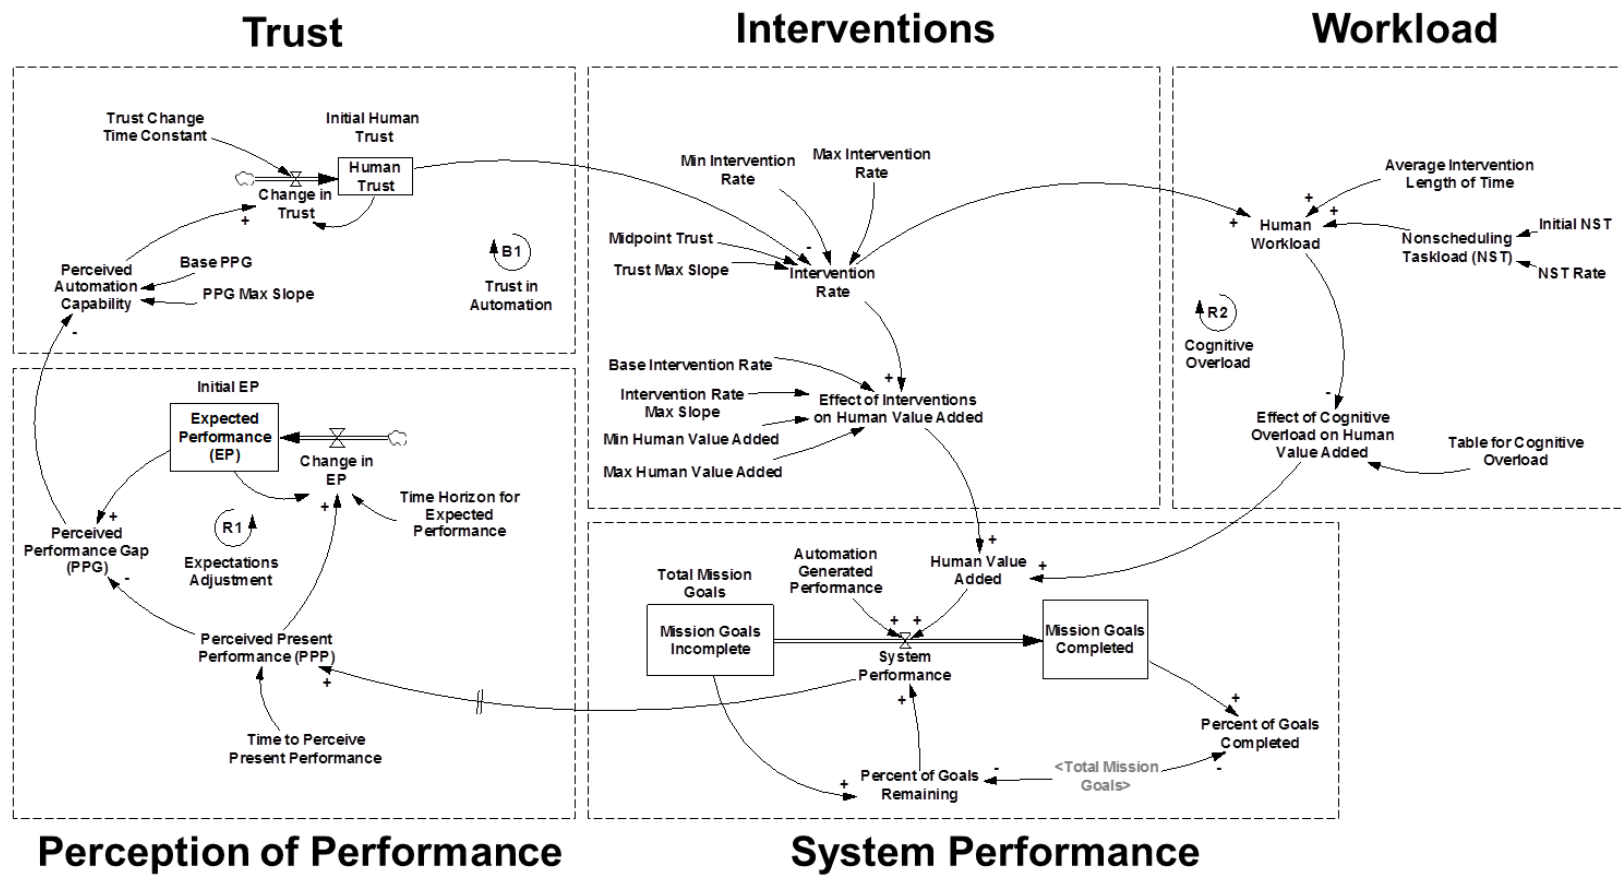 Trust
Interventions
Workload
Trust Change
Time Constant
Initial Human
Trust
Human
Trust
Change in
Trust
+
B1
Trust in
Automation
Perceived
Automation
Capability
Base PPG
PPG Max Slope
-
Min Intervention
Rate
Max Intervention
Rate
Midpoint Trust
Trust Max Slope
-
Intervention
Rate
Base Intervention Rate
Intervention Rate
Max Slope
Min Human Value Added
Max Human Value Added
+
Effect of Interventions
on Human Value Added
Average Intervention
Length of Time
+
+
+
Human
Workload
Nonscheduling
Taskload (NST)
Initial NST
NST Rate
R2
Cognitive
Overload
-
Effect of Cognitive
Overload on Human
Value Added
Table for Cognitive
Overload
Initial EP
Expected
Performance
(EP)
Change in
EP
+
Time Horizon for
Expected
Performance
+
Perceived
Performance Gap
(PPG)
-
R1
Expectations
Adjustment
Perceived Present
Performance (PPP)
+
Time to Perceive
Present Performance
Total Mission
Goals
Mission Goals
Incomplete
Automation
Generated
Performance
+
Human Value
Added
+
+
+
System
Performance
+
Mission Goals
Completed
+
Percent of Goals
Completed
-
<Total Mission
Goals>
-
+
Percent of Goals
Remaining
Perception of Performance
System Performance